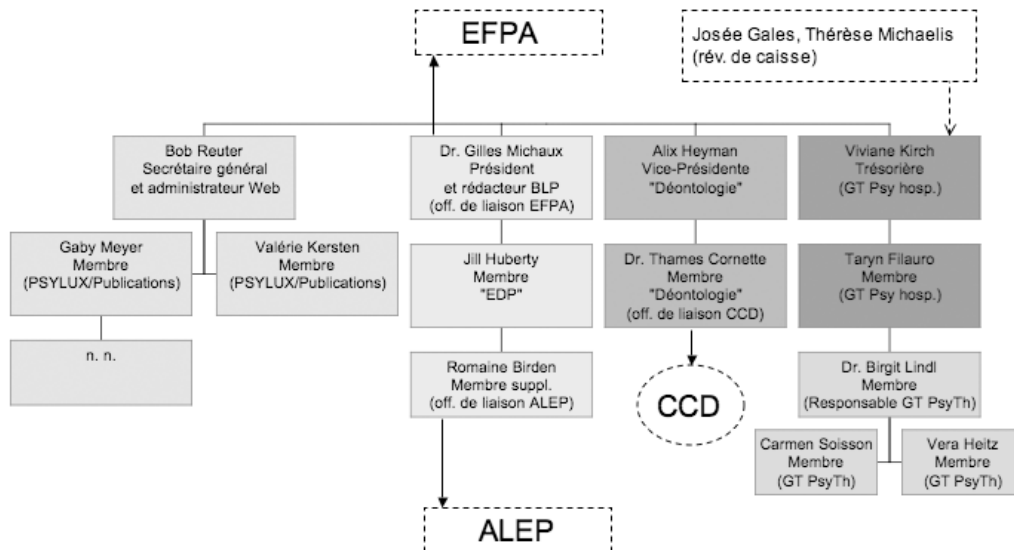 EFPA
Josée Gales, Thérèse Michaelis
(rév. de caisse)
Bob Reuter
Secrétaire général
et administrateur Web
Dr. Gilles Michaux
Président
et rédacteur BLP
(off. de liaison EFPA)
Alix Heyman
Vice-Présidente
"Déontologie"
Viviane Kirch
Trésorière
(GT Psy hosp.)
Gaby Meyer
Membre
(PSYLUX/Publications)
Valérie Kersten
Membre
(PSYLUX/Publications)
Jill Huberty
Membre
"EDP"
Dr. Thames Cornette
Membre
"Déontologie"
(off. de liaison CCD)
Taryn Filauro
Membre
(GT Psy hosp.)
n. n.
Romaine Birden
Membre suppl.
(off. de liaison ALEP)
CCD
Dr. Birgit Lindl
Membre
(Responsable GT PsyTh)
Carmen Soisson
Membre
(GT PsyTh)
Vera Heitz
Membre
(GT PsyTh)
ALEP